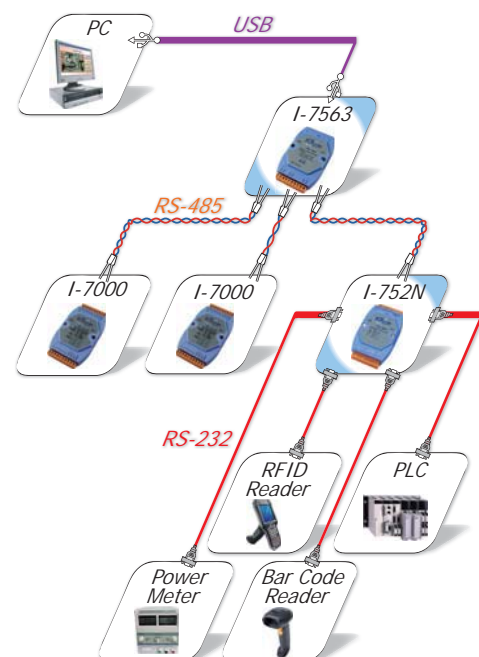 PC
USB
I-7563
RS-485
I-7000
I-7000
I-752N
RS-232
RFID
Reader
PLC
Power
Meter
Bar Code
Reader